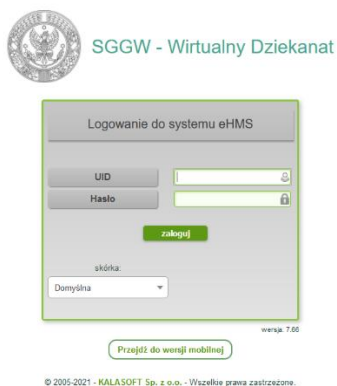 SGGW - Wirtualny Dziekanat
Logowanie do systemu eHMS
UID
Hasło
zaloguj
skórka:
Domyślna
wersja: 7.66
Przejdź do wersji mobilnej
© 2005-2021 - KALASOFT Sp. z o.o. - Wszelkie prawa zastrzeżone.